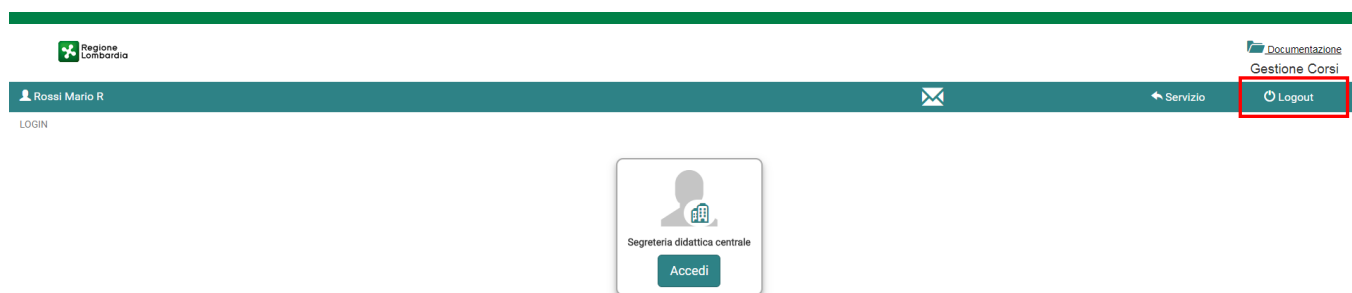 Regione
Lombardia
Documentazione
Gestione Corsi
Rossi Mario R
Servizio
Logout
LOGIN
Segreteria didattica centrale
Accedi